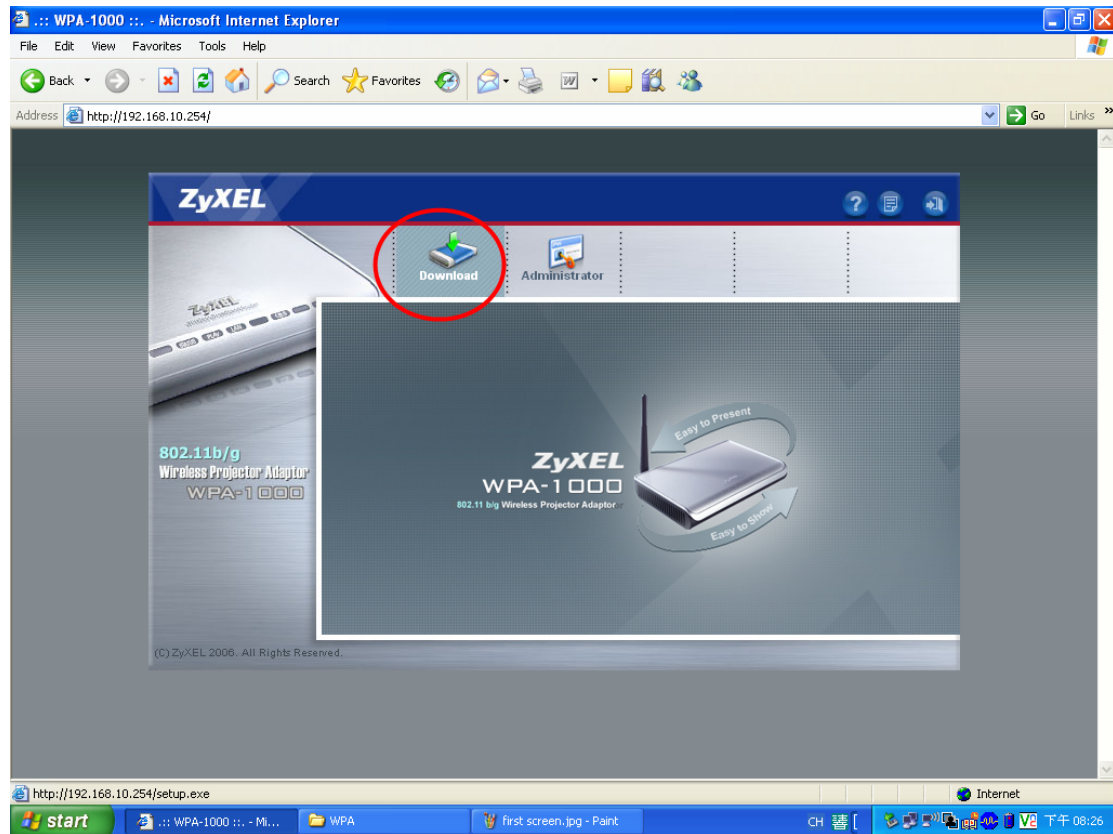 .:: WPA-1000 ::. - Microsoft Internet Explorer
File Edit View Favorites Tools Help
Back Search Favorites
Address http://192.168.10.254/ Go Links »
ZyXEL
Download Administrator
ZyXEL
802.11b/g
Wireless Projector Adaptor
WPA-1000
Easy to Present
ZyXEL
WPA-1000
802.11 b/g Wireless Projector Adaptor
Easy to Show
(C) ZyXEL 2006. All Rights Reserved.
http://192.168.10.254/setup.exe Internet
start .:: WPA-1000 ::. - Mi... WPA first screen.jpg - Paint CH V2 下午 08:26